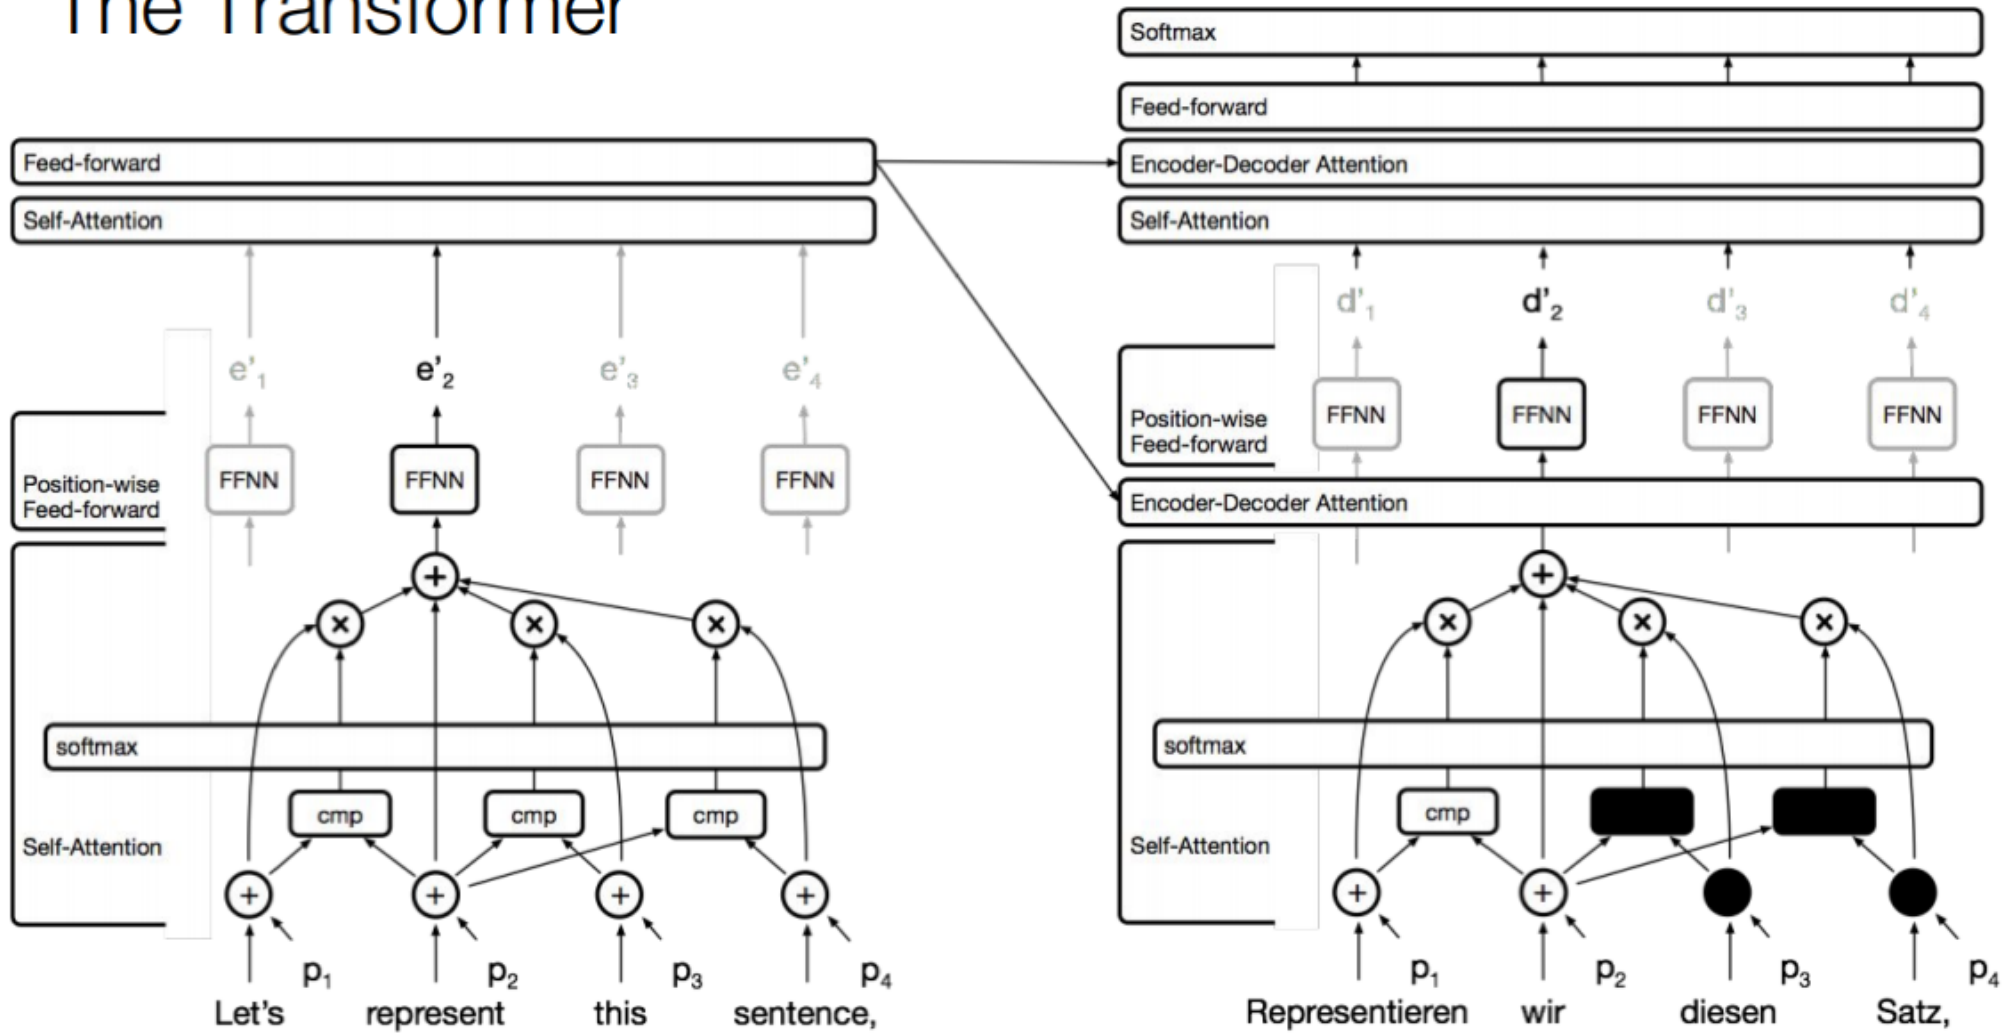 The Transformer
Feed-forward
Self-Attention
e'1 e'2 e'3 e'4
Position-wise
Feed-forward
FFNN FFNN FFNN FFNN
+
× × ×
softmax
cmp cmp cmp
Self-Attention
+ + + +
p1 p2 p3 p4
Let's represent this sentence,
Softmax
Feed-forward
Encoder-Decoder Attention
Self-Attention
d'1 d'2 d'3 d'4
Position-wise
Feed-forward
FFNN FFNN FFNN FFNN
Encoder-Decoder Attention
+
× × ×
softmax
cmp
Self-Attention
+ +
p1 p2 p3 p4
Representieren wir diesen Satz,